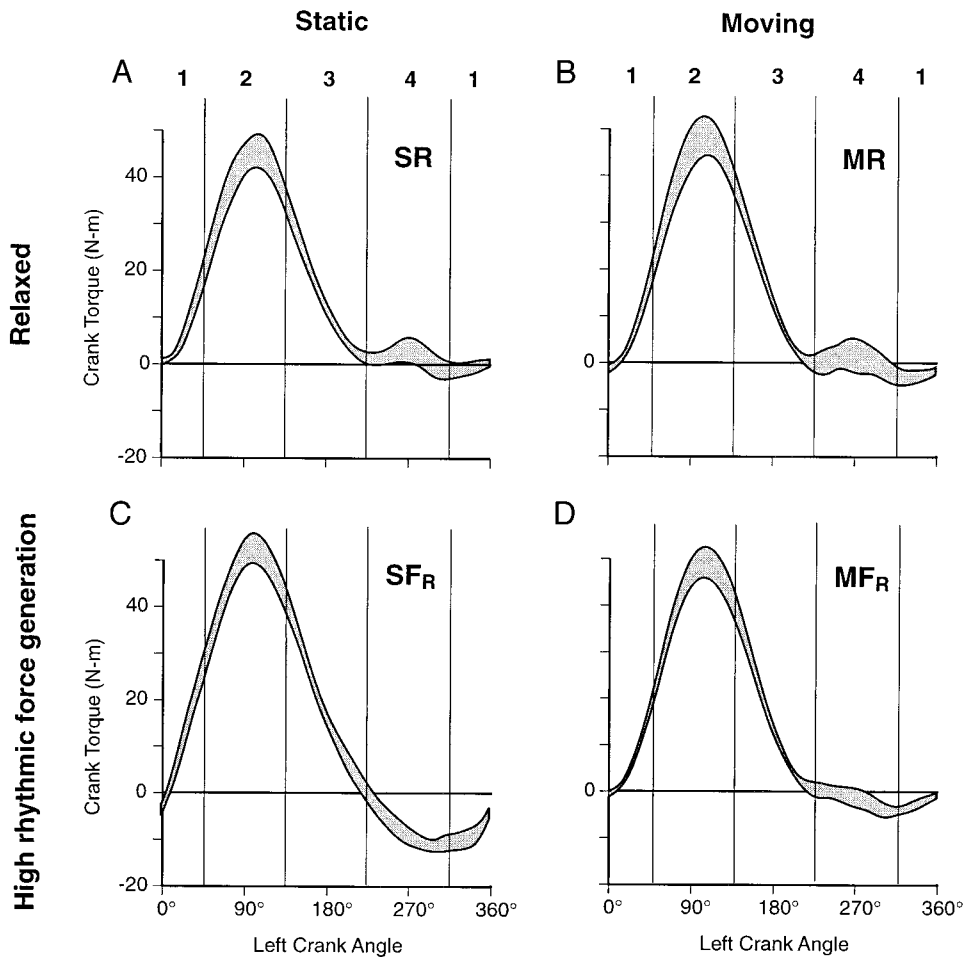 Static
Moving
A
1 2 3 4 1
B
1 2 3 4 1
Relaxed
Crank Torque (N-m)
40
20
0
-20
SR
0
MR
High rhythmic force generation
C
Crank Torque (N-m)
40
20
0
-20
SFR
0° 90° 180° 270° 360°
Left Crank Angle
D
0
MFR
0° 90° 180° 270° 360°
Left Crank Angle